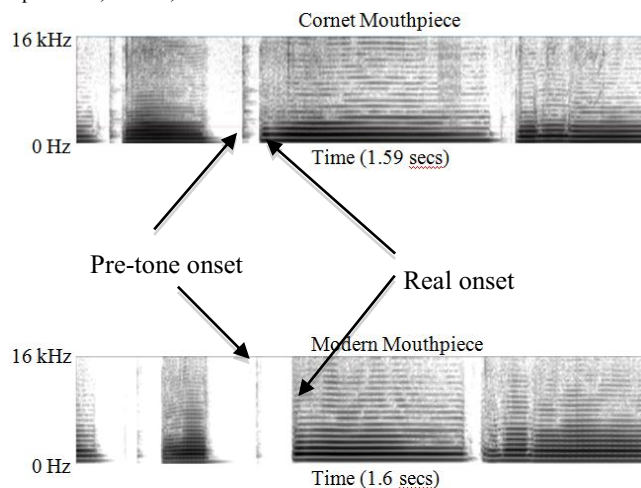 Cornet Mouthpiece
16 kHz
0 Hz
Time (1.59 secs)
Pre-tone onset
Real onset
Modern Mouthpiece
16 kHz
0 Hz
Time (1.6 secs)